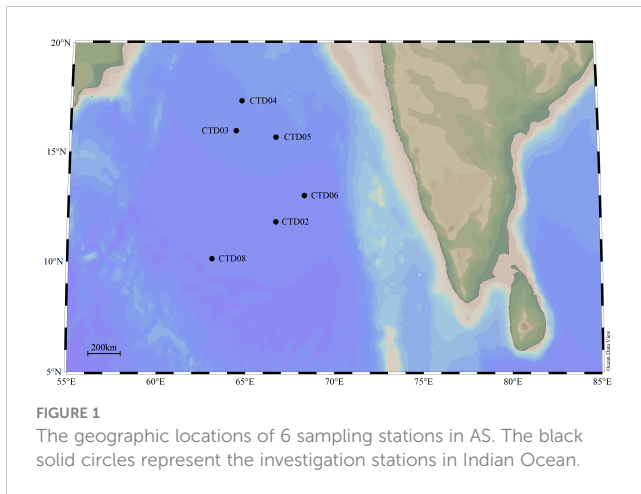 20°N
CTD04
CTD03
CTD05
15°N
CTD06
CTD02
CTD08
10°N
200km
Ocean Data View
5°N
55°E
60°E
65°E
70°E
75°E
80°E
85°E
FIGURE 1
The geographic locations of 6 sampling stations in AS. The black
solid circles represent the investigation stations in Indian Ocean.